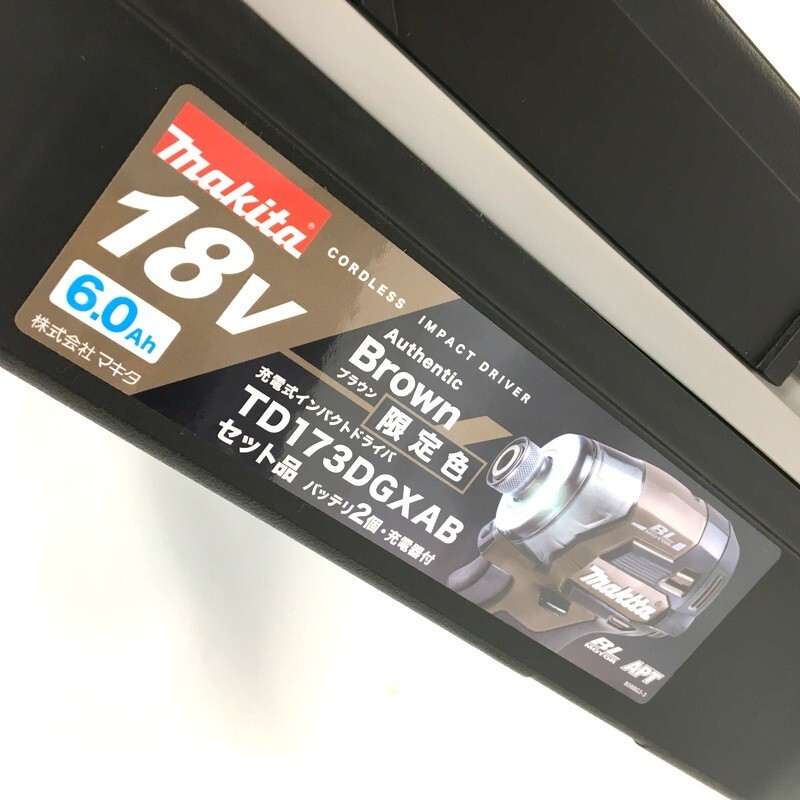 makita
18V
6.0Ah
株式会社 マキタ
CORDLESS IMPACT DRIVER
Authentic
Brown
ブラウン
限定色
充電式インパクトドライバ
TD173DGXAB
セット品 バッテリ2個・充電器付
BL
MOTOR
makita
BL
MOTOR
APT